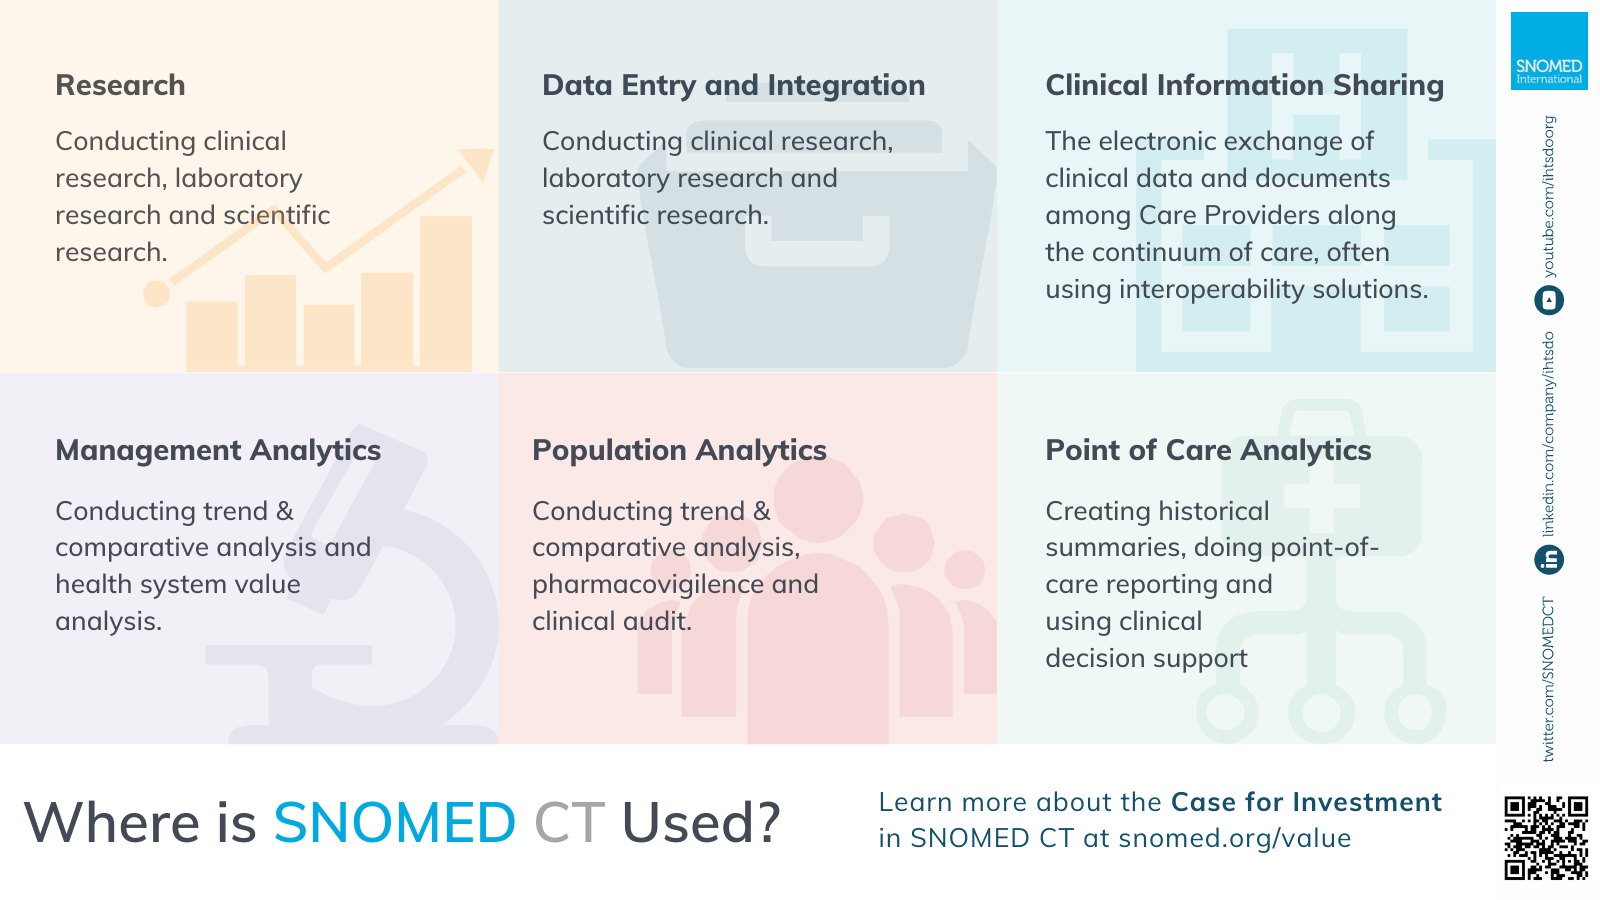 Research
Conducting clinical
research, laboratory
research and scientific
research.
Data Entry and Integration
Conducting clinical research,
laboratory research and
scientific research.
Clinical Information Sharing
The electronic exchange of
clinical data and documents
among Care Providers along
the continuum of care, often
using interoperability solutions.
Management Analytics
Conducting trend &
comparative analysis and
health system value
analysis.
Population Analytics
Conducting trend &
comparative analysis,
pharmacovigilence and
clinical audit.
Point of Care Analytics
Creating historical
summaries, doing point-of-
care reporting and
using clinical
decision support
Where is SNOMED CT Used?
Learn more about the Case for Investment
in SNOMED CT at snomed.org/value
SNOMED
International
youtube.com/ihtsdoorg
in linkedin.com/company/ihtsdo
twitter.com/SNOMEDCT